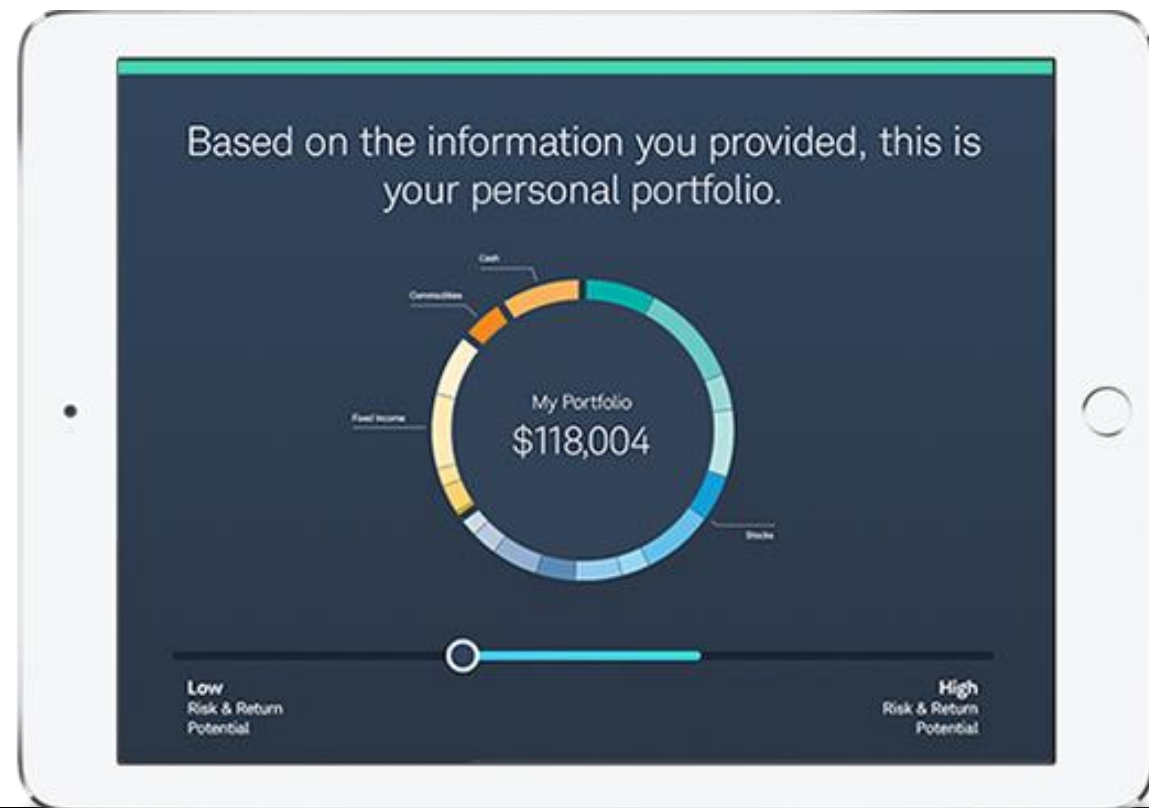 Based on the information you provided, this is
your personal portfolio.
Cash
Commodities
Fixed Income
My Portfolio
$118,004
Stocks
Low
Risk & Return
Potential
High
Risk & Return
Potential